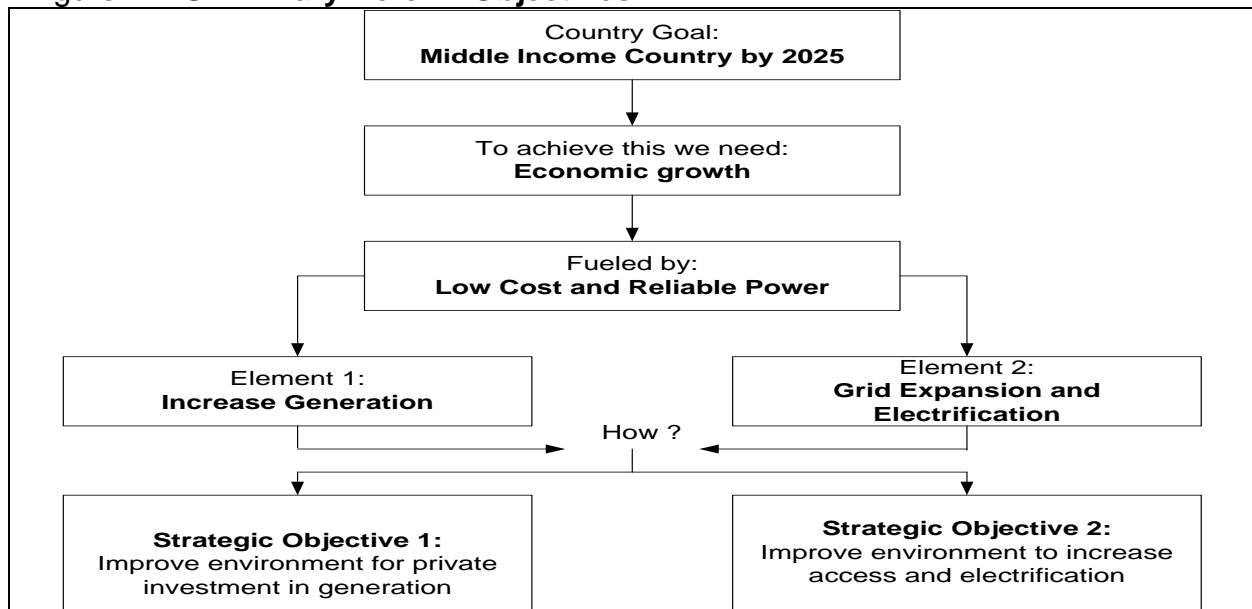 Country Goal:
Middle Income Country by 2025
To achieve this we need:
Economic growth
Fueled by:
Low Cost and Reliable Power
Element 1:
Increase Generation
Element 2:
Grid Expansion and
Electrification
How ?
Strategic Objective 1:
Improve environment for private
investment in generation
Strategic Objective 2:
Improve environment to increase
access and electrification